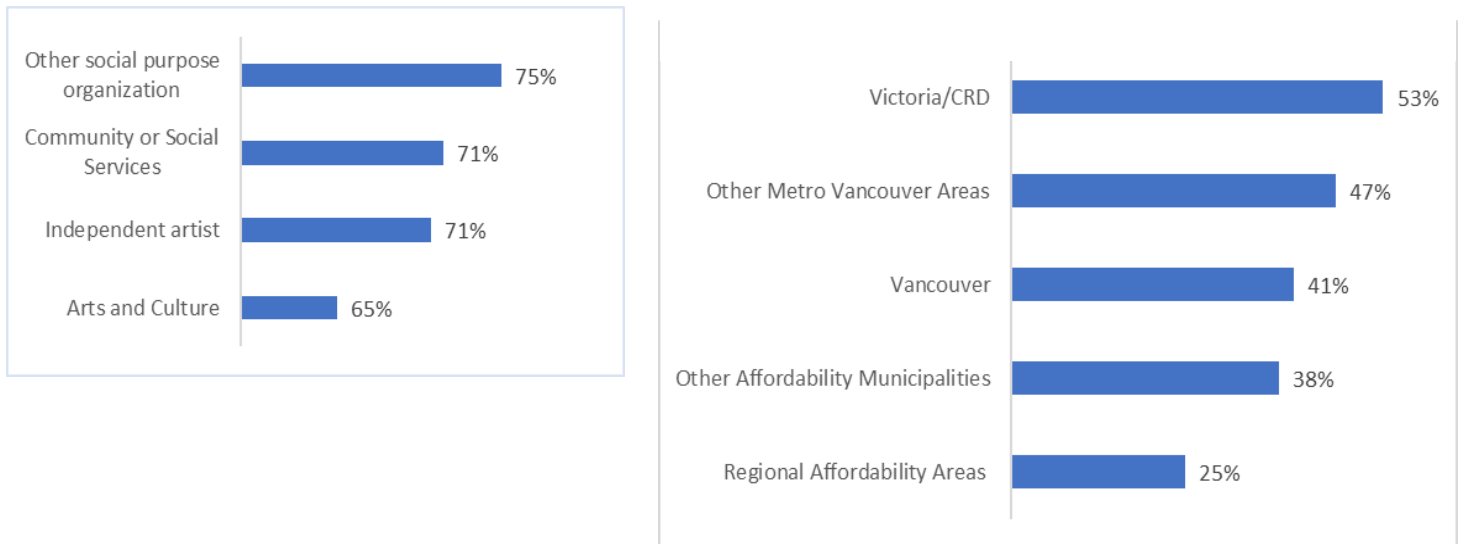 Other social purpose
organization
75%
Community or Social
Services
71%
Independent artist
71%
Arts and Culture
65%
Victoria/CRD
53%
Other Metro Vancouver Areas
47%
Vancouver
41%
Other Affordability Municipalities
38%
Regional Affordability Areas
25%